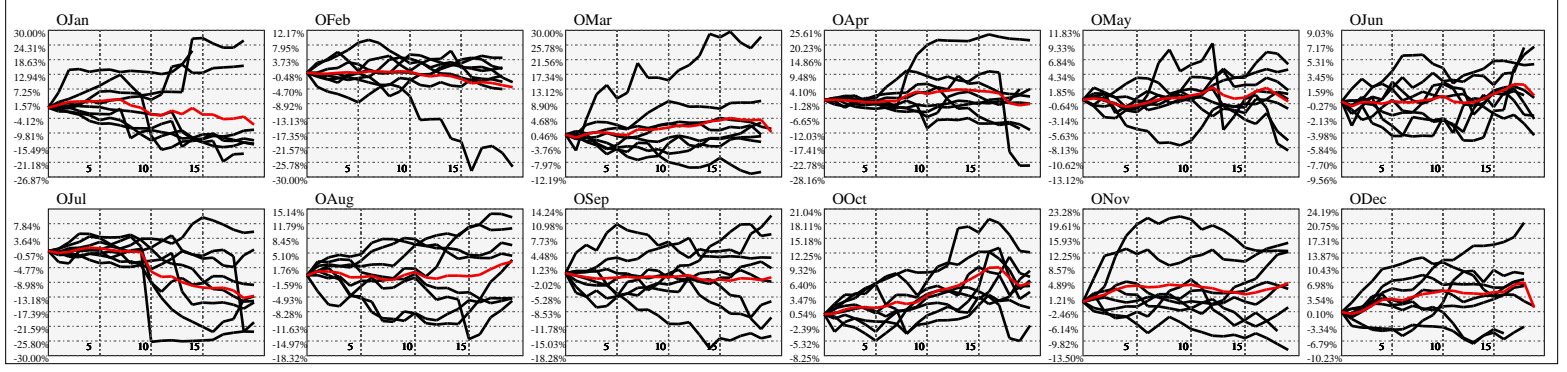 OJan OFeb OMar OApr OMay OJun
30.00% 12.17% 30.00% 25.61% 11.83% 9.03%
24.31% 7.95% 25.78% 20.23% 9.33% 7.17%
18.63% 3.73% 21.56% 14.86% 6.84% 5.31%
12.94% -0.48% 17.34% 9.48% 4.34% 3.45%
7.25% -4.70% 13.12% 4.10% 1.85% 1.59%
1.57% -8.92% 8.90% -1.28% -0.64% -0.27%
-4.12% -13.13% 4.68% -6.65% -3.14% -2.13%
-9.81% -17.35% 0.46% -12.03% -5.63% -3.98%
-15.49% -21.57% -3.76% -17.41% -8.13% -5.84%
-21.18% -25.78% -7.97% -22.78% -10.62% -7.70%
-26.87% -30.00% -12.19% -28.16% -13.12% -9.56%
5 10 15 5 10 15 5 10 15 5 10 15 5 10 15 5 10 15
OJul OAug OSep OOct ONov ODec
15.14% 14.24% 21.04% 23.28% 24.19%
7.84% 11.79% 10.98% 18.11% 19.61% 20.75%
3.64% 8.45% 7.73% 15.18% 15.93% 17.31%
-0.57% 5.10% 4.48% 12.25% 12.25% 13.87%
-4.77% 1.76% 1.23% 9.32% 8.57% 10.43%
-8.98% -1.59% -2.02% 6.40% 4.89% 6.98%
-13.18% -4.93% -5.28% 3.47% 1.21% 3.54%
-17.39% -8.28% -8.53% 0.54% -2.46% 0.10%
-21.59% -11.63% -11.78% -2.39% -6.14% -3.34%
-25.80% -14.97% -15.03% -5.32% -9.82% -6.79%
-30.00% -18.32% -18.28% -8.25% -13.50% -10.23%
5 10 15 5 10 15 5 10 15 5 10 15 5 10 15 5 10 15